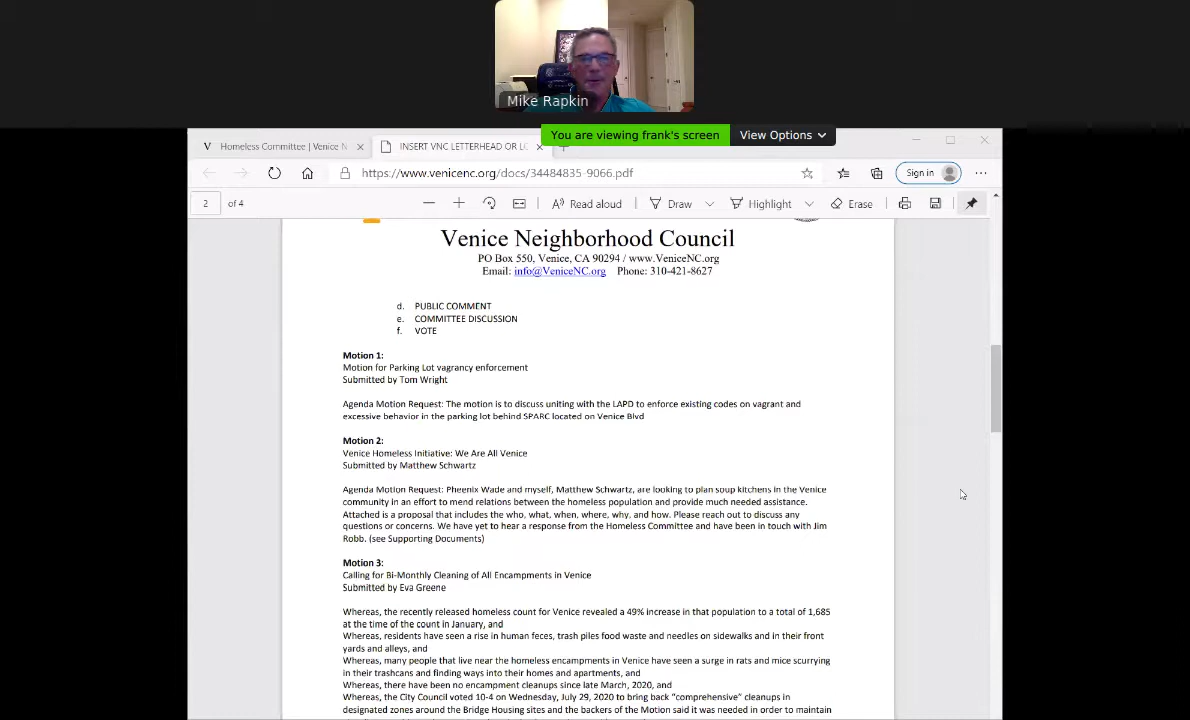 Mike Rapkin
You are viewing frank's screen
View Options
V Homeless Committee | Venice N
INSERT VNC LETTERHEAD OR LO
https://www.venicenc.org/docs/34484835-9066.pdf
Sign in
2 of 4
Read aloud
Draw
Highlight
Erase
Venice Neighborhood Council
PO Box 550, Venice, CA 90294 / www.VeniceNC.org
Email: info@VeniceNC.org Phone: 310-421-8627
d. PUBLIC COMMENT
e. COMMITTEE DISCUSSION
f. VOTE
Motion 1:
Motion for Parking Lot vagrancy enforcement
Submitted by Tom Wright
Agenda Motion Request: The motion is to discuss uniting with the LAPD to enforce existing codes on vagrant and
excessive behavior in the parking lot behind SPARC located on Venice Blvd
Motion 2:
Venice Homeless Initiative: We Are All Venice
Submitted by Matthew Schwartz
Agenda Motion Request: Pheenix Wade and myself, Matthew Schwartz, are looking to plan soup kitchens in the Venice
community in an effort to mend relations between the homeless population and provide much needed assistance.
Attached is a proposal that includes the who, what, when, where, why, and how. Please reach out to discuss any
questions or concerns. We have yet to hear a response from the Homeless Committee and have been in touch with Jim
Robb. (see Supporting Documents)
Motion 3:
Calling for Bi-Monthly Cleaning of All Encampments in Venice
Submitted by Eva Greene
Whereas, the recently released homeless count for Venice revealed a 49% increase in that population to a total of 1,685
at the time of the count in January, and
Whereas, residents have seen a rise in human feces, trash piles food waste and needles on sidewalks and in their front
yards and alleys, and
Whereas, many people that live near the homeless encampments in Venice have seen a surge in rats and mice scurrying
in their trashcans and finding ways into their homes and apartments, and
Whereas, there have been no encampment cleanups since late March, 2020, and
Whereas, the City Council voted 10-4 on Wednesday, July 29, 2020 to bring back “comprehensive” cleanups in
designated zones around the Bridge Housing sites and the backers of the Motion said it was needed in order to maintain